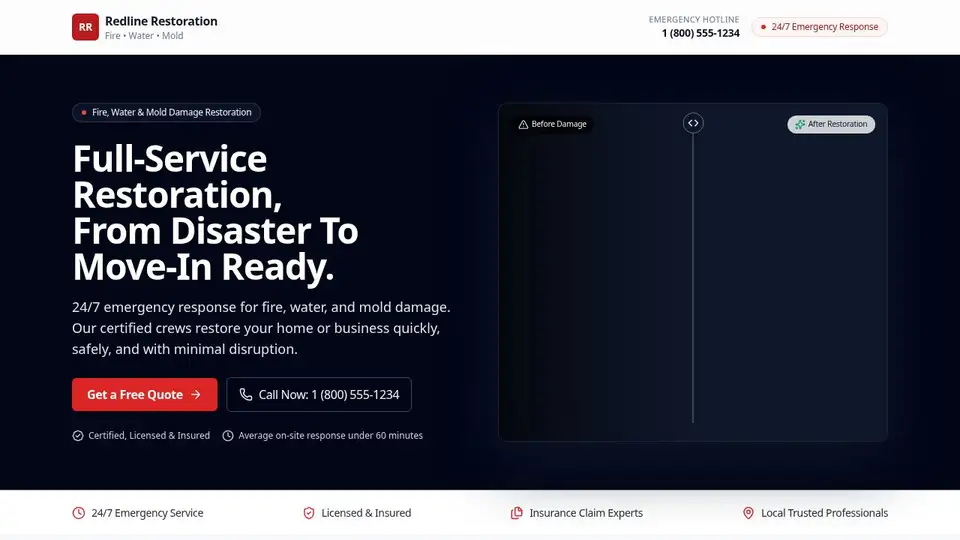 RR
Redline Restoration
Fire • Water • Mold
EMERGENCY HOTLINE
1 (800) 555-1234
24/7 Emergency Response
Fire, Water & Mold Damage Restoration
Full-Service
Restoration,
From Disaster To
Move-In Ready.
24/7 emergency response for fire, water, and mold damage.
Our certified crews restore your home or business quickly,
safely, and with minimal disruption.
Get a Free Quote
Call Now: 1 (800) 555-1234
Certified, Licensed & Insured
Average on-site response under 60 minutes
Before Damage
After Restoration
24/7 Emergency Service
Licensed & Insured
Insurance Claim Experts
Local Trusted Professionals